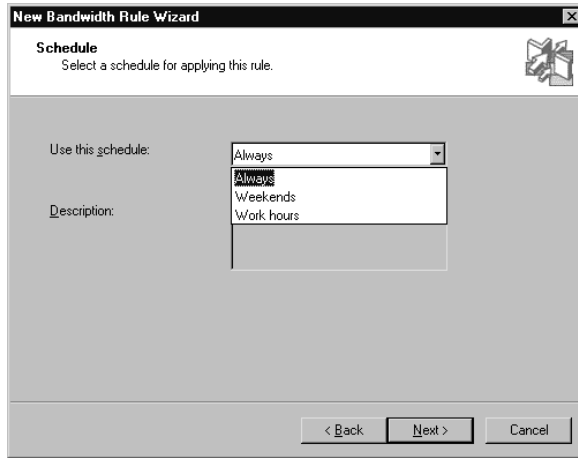 New Bandwidth Rule Wizard
Schedule
Select a schedule for applying this rule.
Use this schedule:
Always
Always
Weekends
Work hours
Description:
< Back
Next >
Cancel